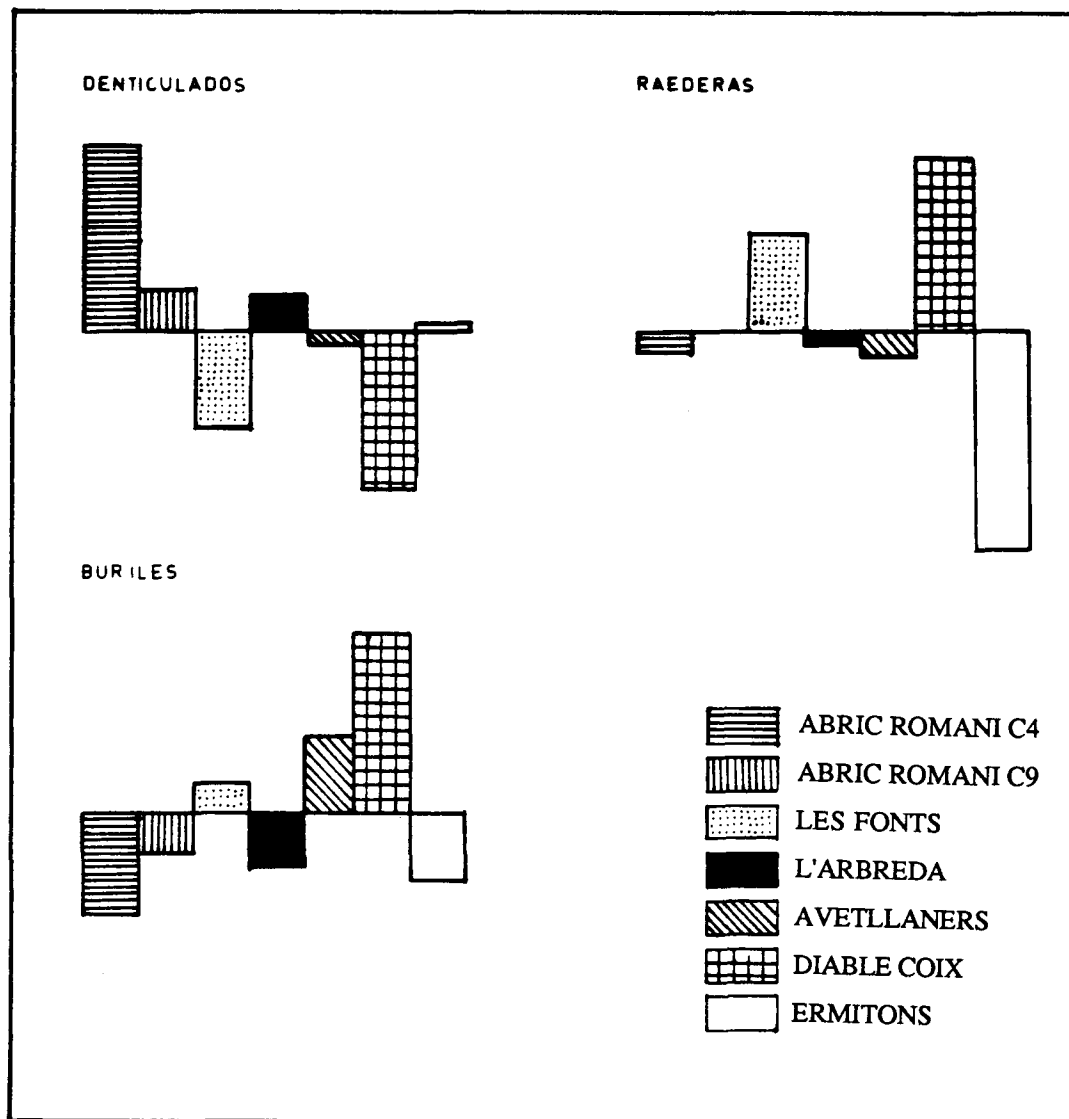 DENTICULADOS
RAEDERAS
BURILES
ABRIC ROMANI C4
ABRIC ROMANI C9
LES FONTS
L'ARBREDA
AVETLLANERS
DIABLE COIX
ERMITONS